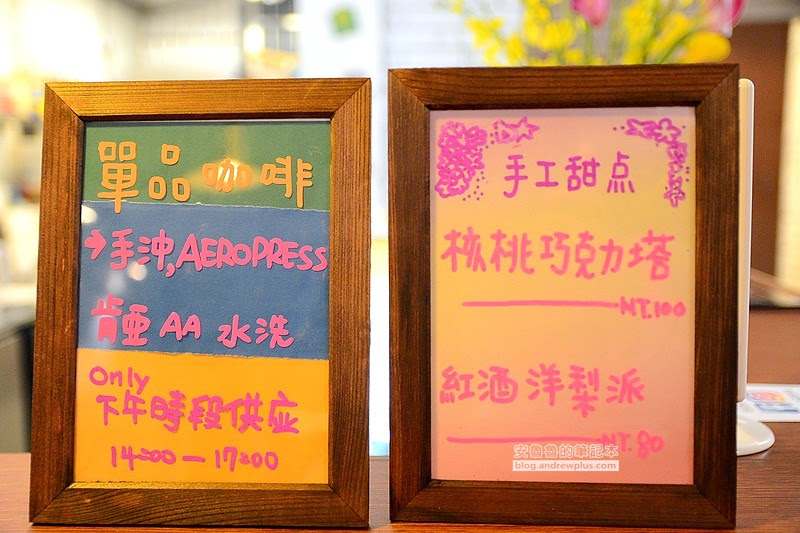 單品咖啡
→手沖,AEROPRESS
肯亞 AA 水洗
Only
下午時段供应
14:00－17:00
手工甜点
核桃巧克力塔
NT.100
紅酒洋梨派
NT.80
安魯魯的筆記本
blog.andrewplus.com